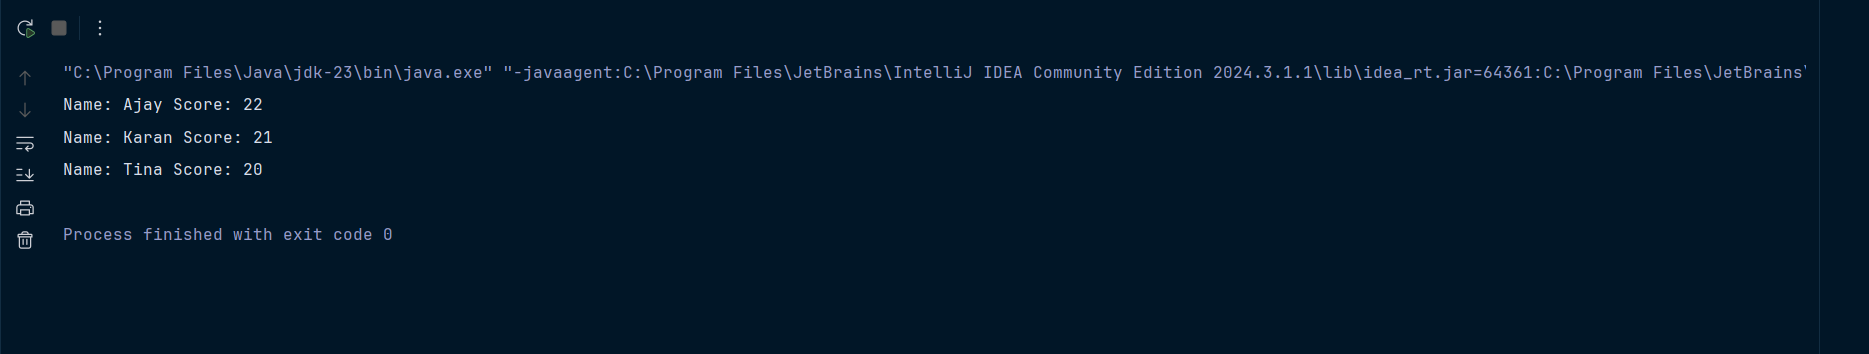 "C:\Program Files\Java\jdk-23\bin\java.exe" "-javaagent:C:\Program Files\JetBrains\IntelliJ IDEA Community Edition 2024.3.1.1\lib\idea_rt.jar=64361:C:\Program Files\JetBrains\
Name: Ajay Score: 22
Name: Karan Score: 21
Name: Tina Score: 20
Process finished with exit code 0